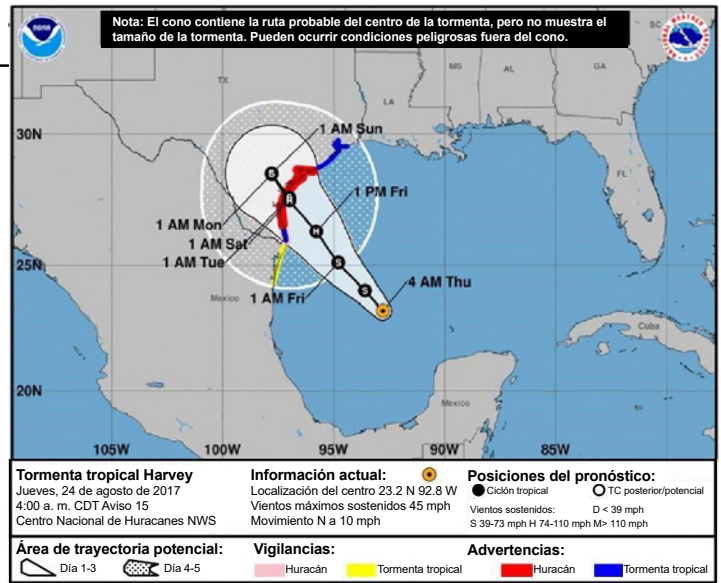 Nota: El cono contiene la ruta probable del centro de la tormenta, pero no muestra el
tamaño de la tormenta. Pueden ocurrir condiciones peligrosas fuera del cono.
NOAA
SC
MS
AL
GA
TX
LA
30N
1 AM Sun
S
1 PM Fri
FL
1 AM Mon
H
H
1 AM Sat
1 AM Tue
25N
S
4 AM Thu
Mexico
1 AM Fri
S
Cuba
20N
Mexico
105W
100W
95W
90W
85W
Tormenta tropical Harvey
Jueves, 24 de agosto de 2017
4:00 a. m. CDT Aviso 15
Centro Nacional de Huracanes NWS
Información actual:
Localización del centro 23.2 N 92.8 W
Vientos máximos sostenidos 45 mph
Movimiento N a 10 mph
Posiciones del pronóstico:
Ciclón tropical
TC posterior/potencial
Vientos sostenidos:
D < 39 mph
S 39-73 mph H 74-110 mph M> 110 mph
Área de trayectoria potencial:
Día 1-3
Día 4-5
Vigilancias:
Huracán
Tormenta tropical
Advertencias:
Huracán
Tormenta tropical